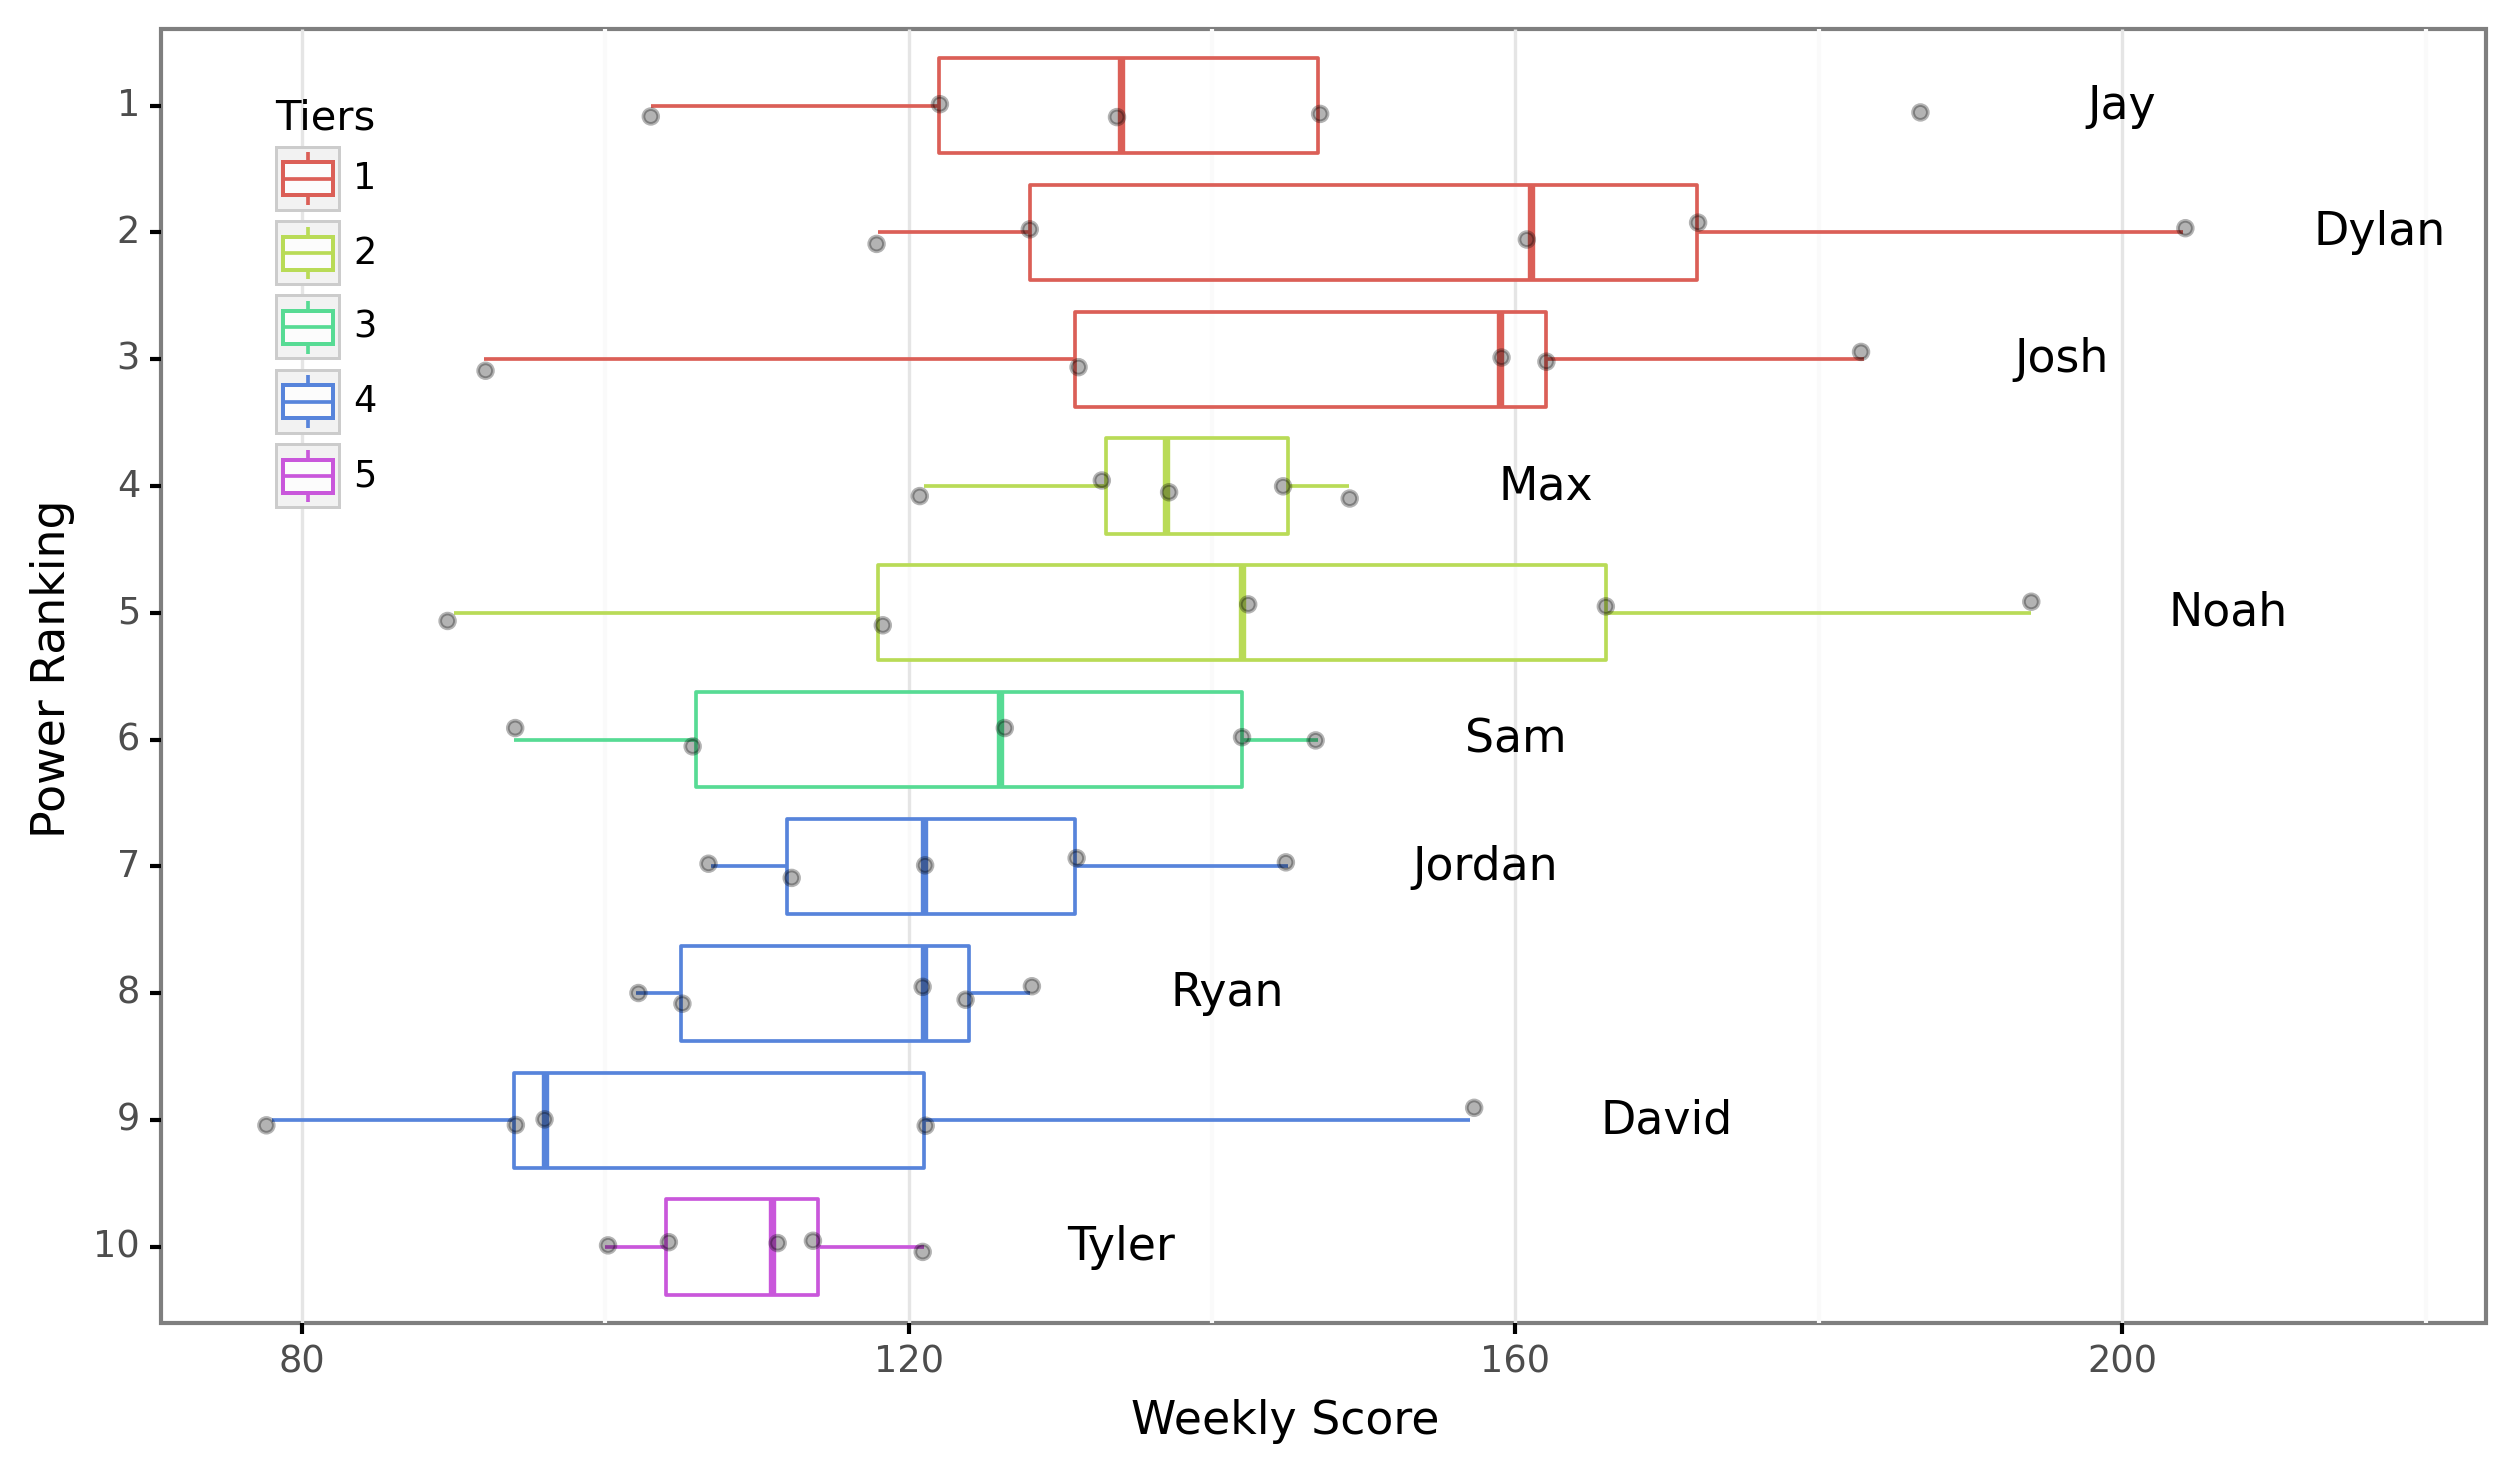 Tiers
1
2
3
4
5
Power Ranking
1
2
3
4
5
6
7
8
9
10
Jay
Dylan
Josh
Max
Noah
Sam
Jordan
Ryan
David
Tyler
80 120 160 200
Weekly Score